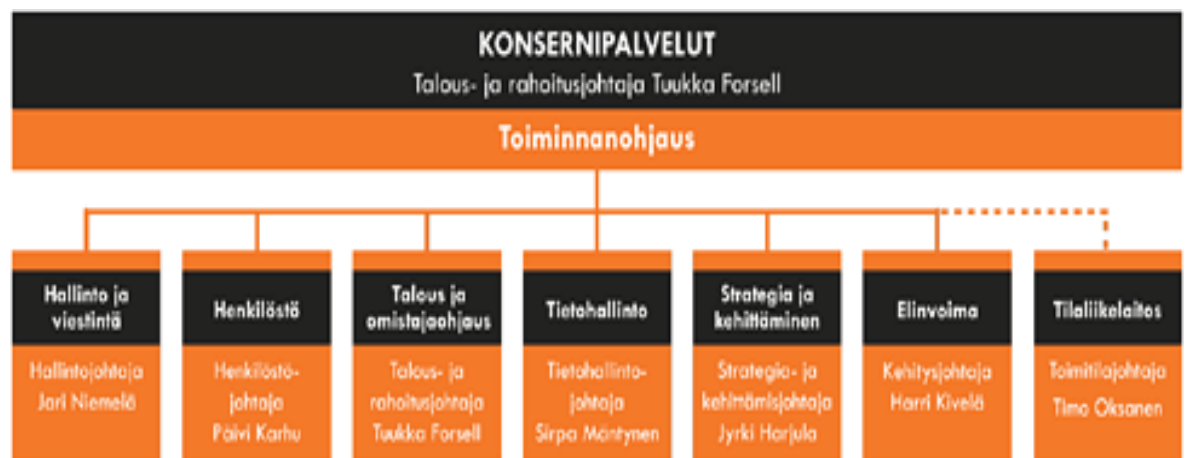 KONSERNIPALVELUT
Talous- ja rahoitusjohtaja Tuukka Forsell
Toiminnanohjaus
Hallinto ja
viestintä
Hallintojohtaja
Jari Niemelä
Henkilöstö
Henkilöstö-
johtaja
Päivi Karhu
Talous ja
omistajaohjaus
Talous- ja
rahoitusjohtaja
Tuukka Forsell
Tietohallinto
Tietohallinto-
johtaja
Sirpa Mäntynen
Strategia ja
kehittäminen
Strategia- ja
kehittämisjohtaja
Jyrki Harjula
Elinvoima
Kehitysjohtaja
Harri Kivelä
Tilaliikelaitos
Toimitilajohtaja
Timo Oksanen